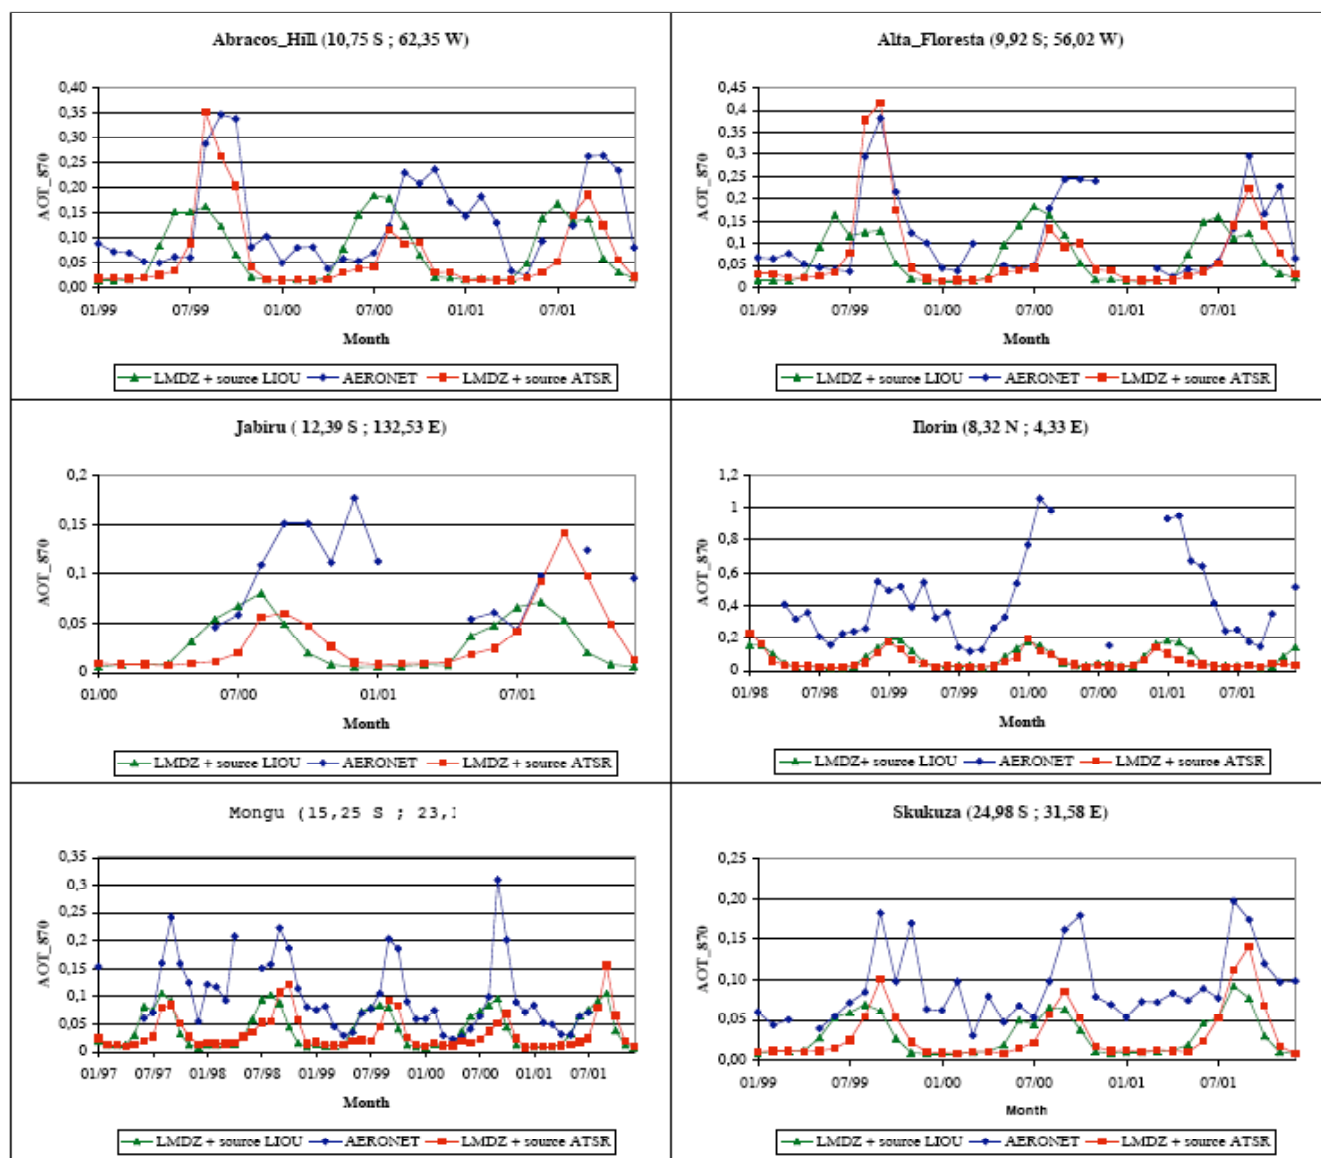 Abracos_Hill (10,75 S ; 62,35 W)
0,40
0,35
0,30
0,25
0,20
0,15
0,10
0,05
0,00
AOT_870
01/99 07/99 01/00 07/00 01/01 07/01
Month
LMDZ + source LIOU AERONET LMDZ + source ATSR
Alta_Floresta (9,92 S; 56,02 W)
0,45
0,4
0,35
0,3
0,25
0,2
0,15
0,1
0,05
0
AOT_870
01/99 07/99 01/00 07/00 01/01 07/01
Month
LMDZ + source LIOU AERONET LMDZ + source ATSR
Jabiru ( 12,39 S ; 132,53 E)
0,2
0,15
0,1
0,05
0
AOT_870
01/00 07/00 01/01 07/01
Month
LMDZ + source LIOU AERONET LMDZ + source ATSR
Ilorin (8,32 N ; 4,33 E)
1,2
1
0,8
0,6
0,4
0,2
0
AOT_870
01/98 07/98 01/99 07/99 01/00 07/00 01/01 07/01
Month
LMDZ+ source LIOU AERONET LMDZ + source ATSR
Mongu (15,25 S ; 23,1
0,35
0,3
0,25
0,2
0,15
0,1
0,05
0
AOT_870
01/97 07/97 01/98 07/98 01/99 07/99 01/00 07/00 01/01 07/01
Month
LMDZ + source LIOU AERONET LMDZ + source ATSR
Skukuza (24,98 S ; 31,58 E)
0,25
0,20
0,15
0,10
0,05
0,00
AOT_870
01/99 07/99 01/00 07/00 01/01 07/01
Month
LMDZ + source LIOU AERONET LMDZ + source ATSR